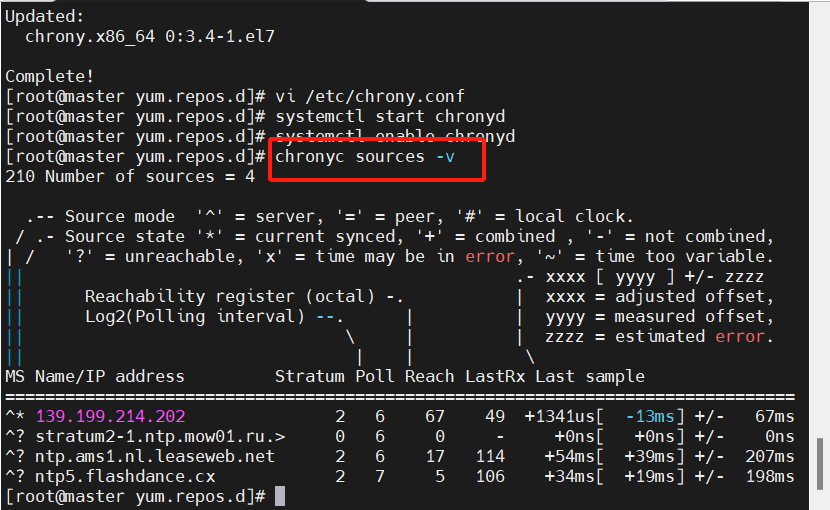 Updated:
  chrony.x86_64 0:3.4-1.el7
Complete!
[root@master yum.repos.d]# vi /etc/chrony.conf
[root@master yum.repos.d]# systemctl start chronyd
[root@master yum.repos.d]# systemctl enable chronyd
[root@master yum.repos.d]# chronyc sources -v
210 Number of sources = 4
  .-- Source mode  '^' = server, '=' = peer, '#' = local clock.
 / .- Source state '*' = current synced, '+' = combined , '-' = not combined,
| /   '?' = unreachable, 'x' = time may be in error, '~' = time too variable.
||                                                 .- xxxx [ yyyy ] +/- zzzz
||      Reachability register (octal) -.           |  xxxx = adjusted offset,
||      Log2(Polling interval) --.      |          |  yyyy = measured offset,
||                                \     |          |  zzzz = estimated error.
||                                 |    |           \
MS Name/IP address         Stratum Poll Reach LastRx Last sample
===============================================================================
^* 139.199.214.202               2   6    67    49  +1341us[  -13ms] +/-   67ms
^? stratum2-1.ntp.mow01.ru.>     0   6     0     -     +0ns[   +0ns] +/-    0ns
^? ntp.ams1.nl.leaseweb.net      2   6    17   114    +54ms[  +39ms] +/-  207ms
^? ntp5.flashdance.cx            2   7     5   106    +34ms[  +19ms] +/-  198ms
[root@master yum.repos.d]#